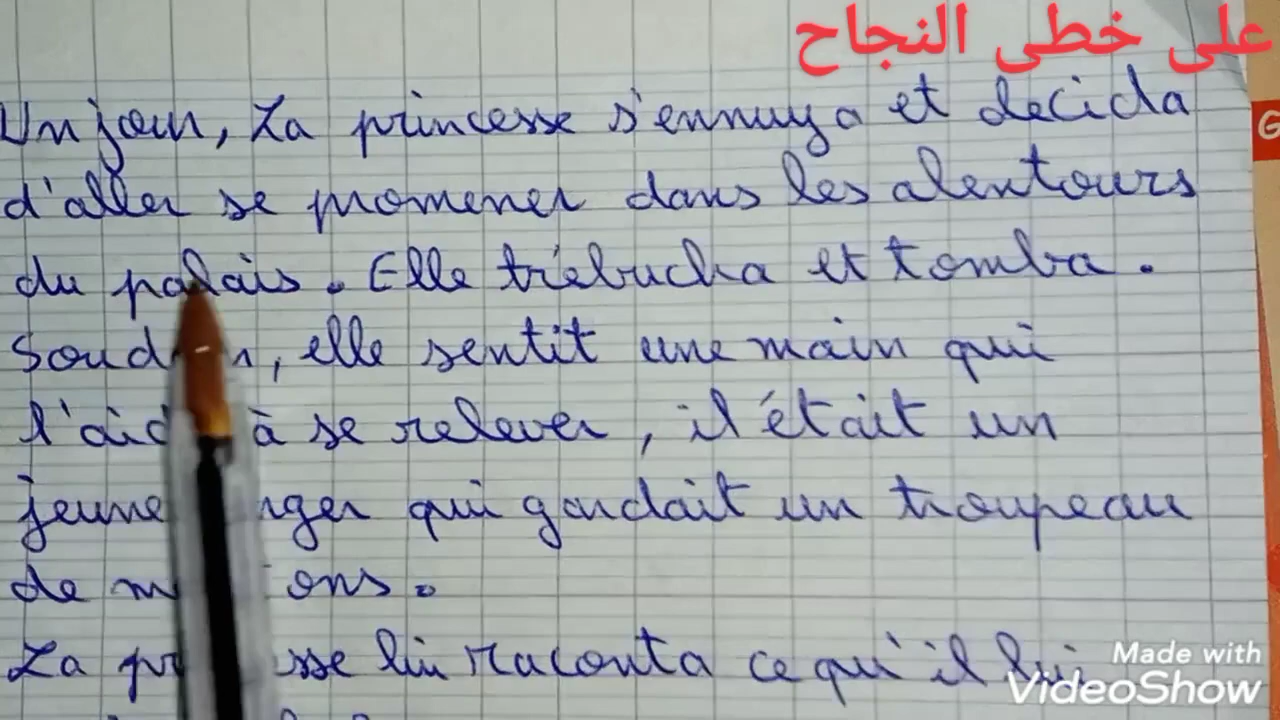 على خطى النجاح
Un jour, La princesse s'ennuya et decida
d'aller se promener dans les alentours
du palais. Elle trébucha et tomba.
elle sentit une main qui
à se relever, il était un
jeune qui gardait un troupeau
de
La lui raconta ce qu'il lui
G
Made with
VideoShow